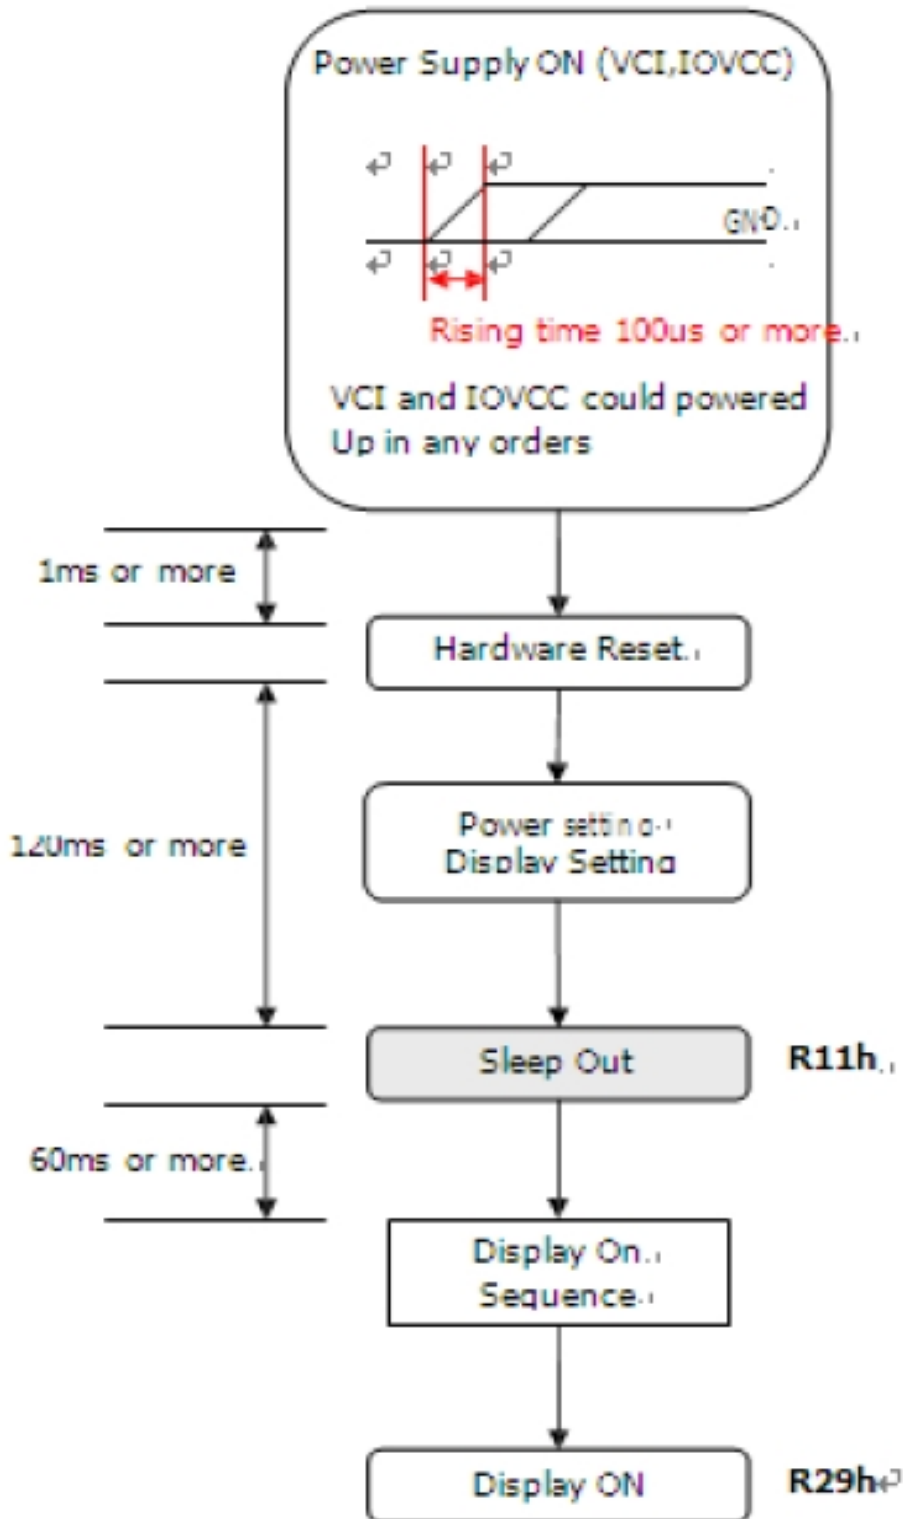 Power Supply ON (VCI,IOVCC)
GND
Rising time 100us or more
VCI and IOVCC could powered
Up in any orders
1ms or more
Hardware Reset
Power setting
Display Setting
120ms or more
Sleep Out
R11h
60ms or more
Display On
Sequence
Display ON
R29h